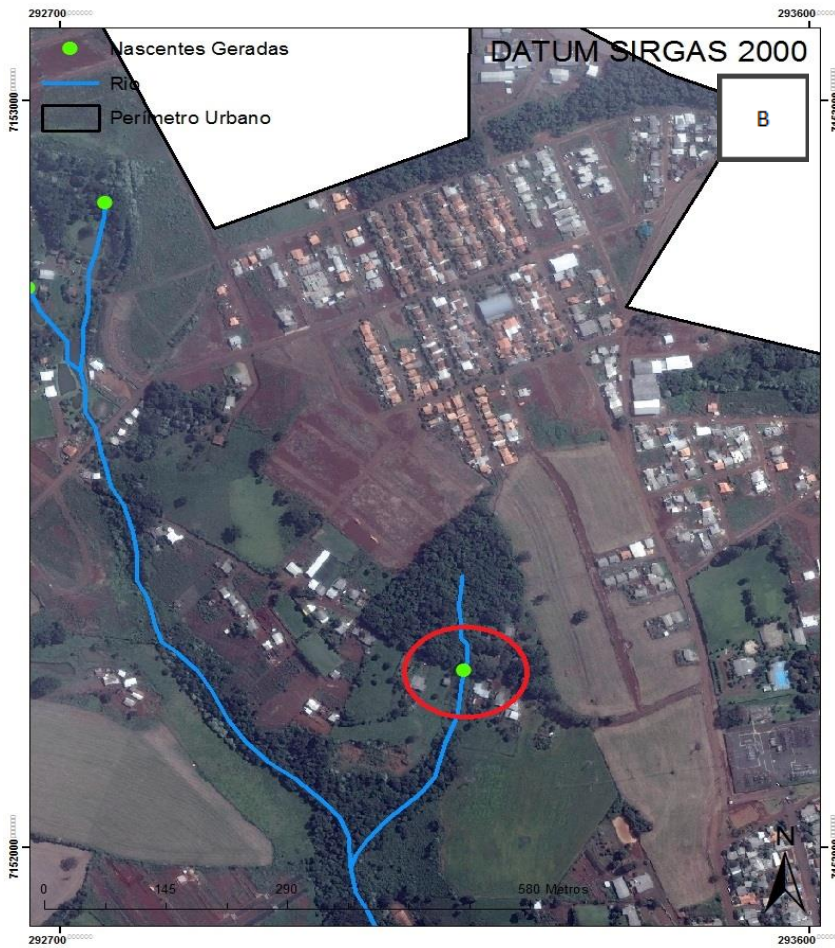 292700
293600
Nascentes Geradas
Rio
Perímetro Urbano
DATUM SIRGAS 2000
B
7153000
7152000
N
0 145 290 580 Metros
7152000
292700
293600